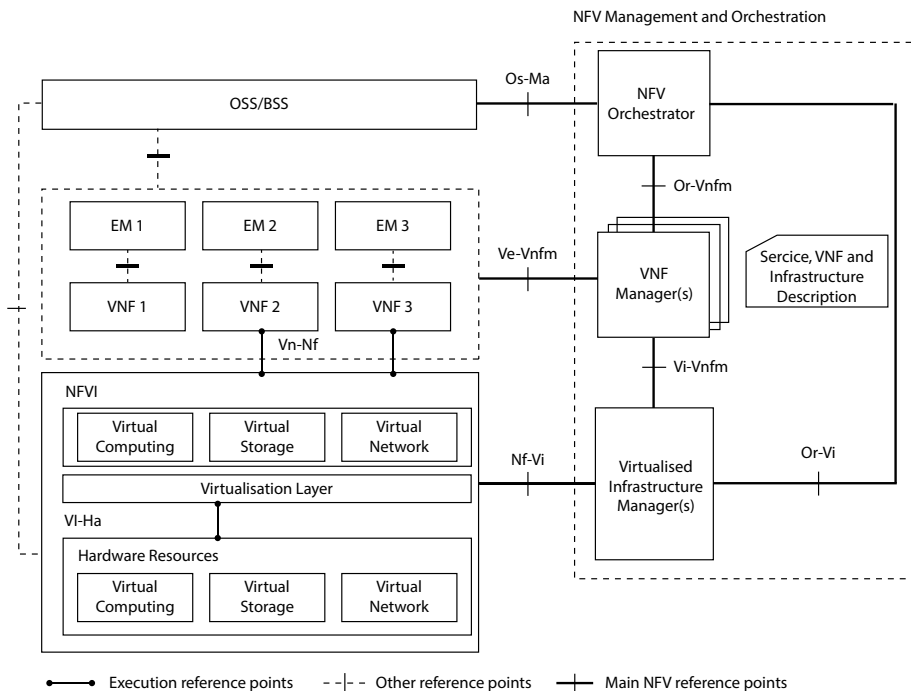 NFV Management and Orchestration
Os-Ma
OSS/BSS
NFV
Orchestrator
Or-Vnfm
EM 1
EM 2
EM 3
Ve-Vnfm
VNF
Manager(s)
Sercice, VNF and
Infrastructure
Description
VNF 1
VNF 2
VNF 3
Vn-Nf
Vi-Vnfm
NFVI
Virtual
Computing
Virtual
Storage
Virtual
Network
Nf-Vi
Virtualised
Infrastructure
Manager(s)
Or-Vi
Virtualisation Layer
VI-Ha
Hardware Resources
Virtual
Computing
Virtual
Storage
Virtual
Network
Execution reference points
Other reference points
Main NFV reference points